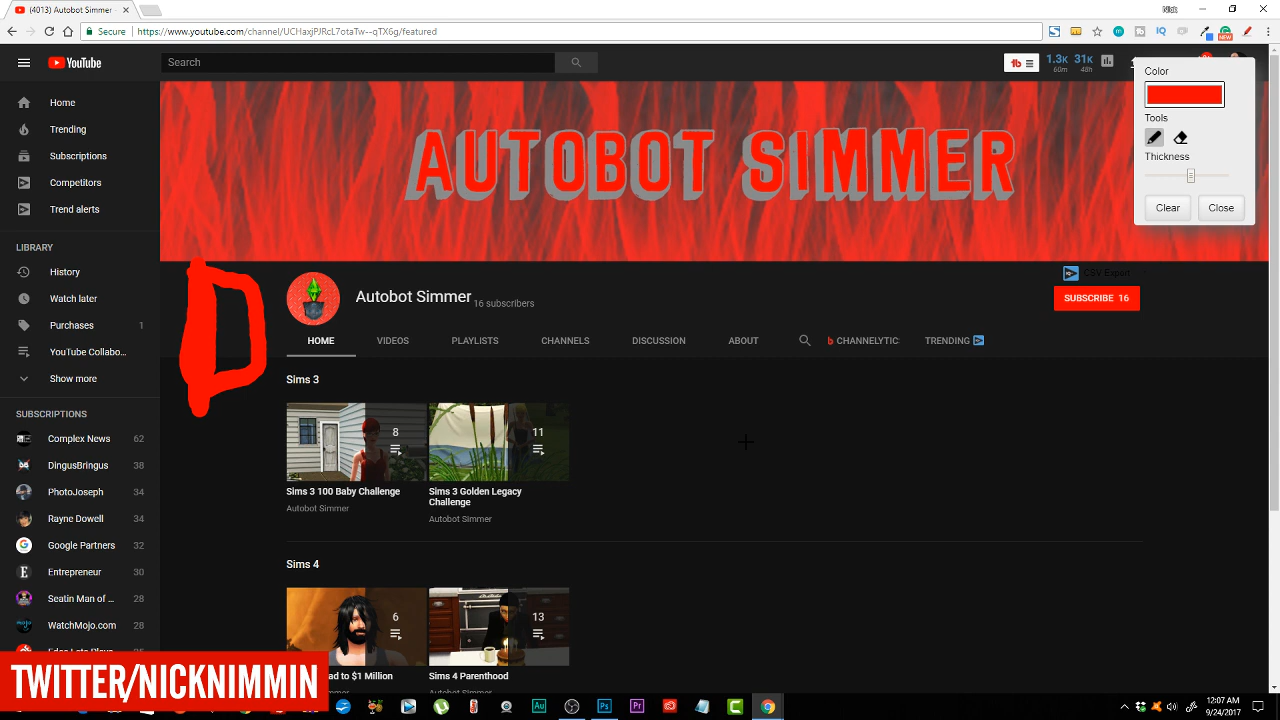 (4013) Autobot Simmer -
Nick
Secure https://www.youtube.com/channel/UCHaxjPJRcL7otaTw--qTX6g/featured
NEW
YouTube
Search
1.3K
60m
31K
48h
Color
Tools
Thickness
Clear
Close
AUTOBOT SIMMER
Home
Trending
Subscriptions
Competitors
Trend alerts
LIBRARY
History
Watch later
Purchases 1
YouTube Collabo...
Show more
SUBSCRIPTIONS
Complex News 62
DingusBringus 38
PhotoJoseph 34
Rayne Dowell 34
Google Partners 32
Entrepreneur 30
Seatin Man of ... 28
WatchMojo.com 28
D
Autobot Simmer 16 subscribers
CSV Export
SUBSCRIBE 16
HOME
VIDEOS
PLAYLISTS
CHANNELS
DISCUSSION
ABOUT
CHANNELYTIC
TRENDING
Sims 3
8
11
Sims 3 100 Baby Challenge
Autobot Simmer
Sims 3 Golden Legacy
Challenge
Autobot Simmer
Sims 4
6
13
ad to $1 Million
Sims 4 Parenthood
Autobot Simmer
TWITTER/NICKNIMMIN
12:07 AM
9/24/2017